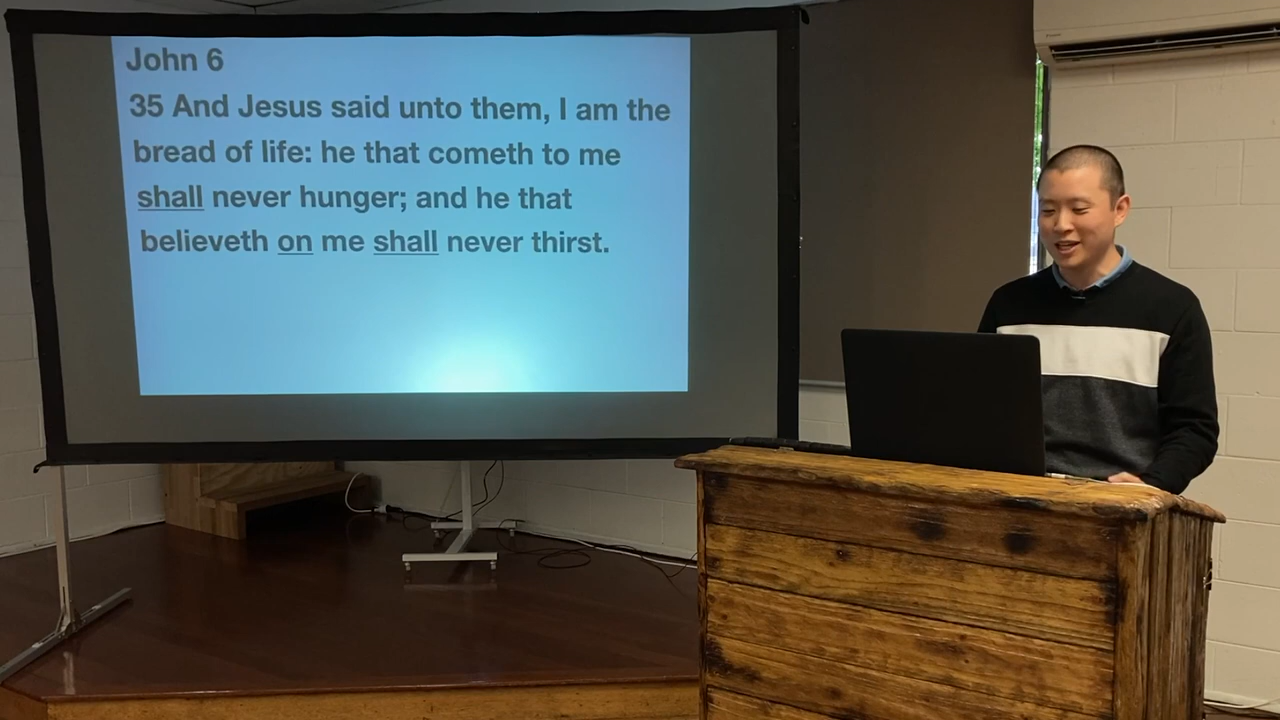 John 6
35 And Jesus said unto them, I am the
bread of life: he that cometh to me
shall never hunger; and he that
believeth on me shall never thirst.